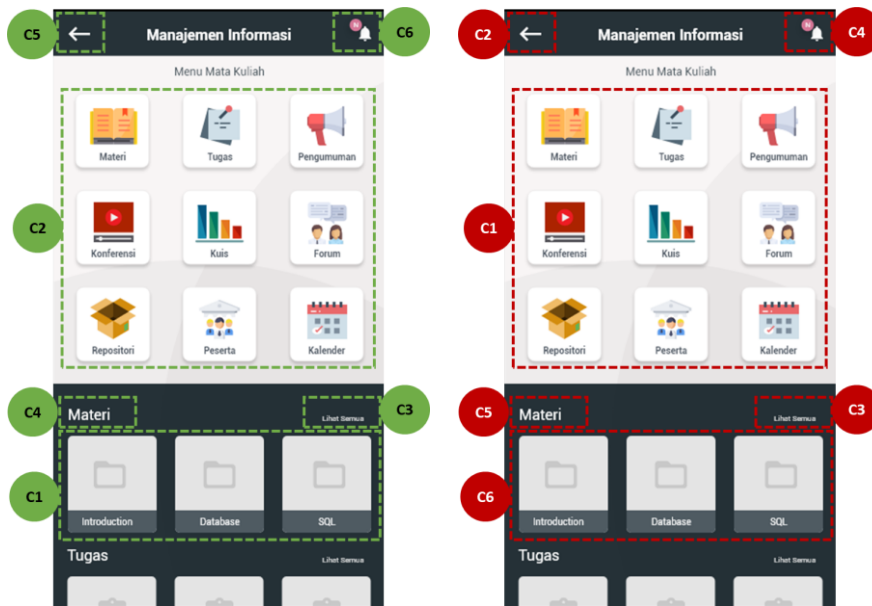 C5
Manajemen Informasi
N
C6
Menu Mata Kuliah
Materi
Tugas
Pengumuman
C2
Konferensi
Kuis
Forum
Repositori
Peserta
Kalender
C4
Materi
Lihat Semua
C3
C1
Introduction
Database
SQL
Tugas
Lihat Semua
C2
Manajemen Informasi
N
C4
Menu Mata Kuliah
Materi
Tugas
Pengumuman
C1
Konferensi
Kuis
Forum
Repositori
Peserta
Kalender
C5
Materi
Lihat Semua
C3
C6
Introduction
Database
SQL
Tugas
Lihat Semua